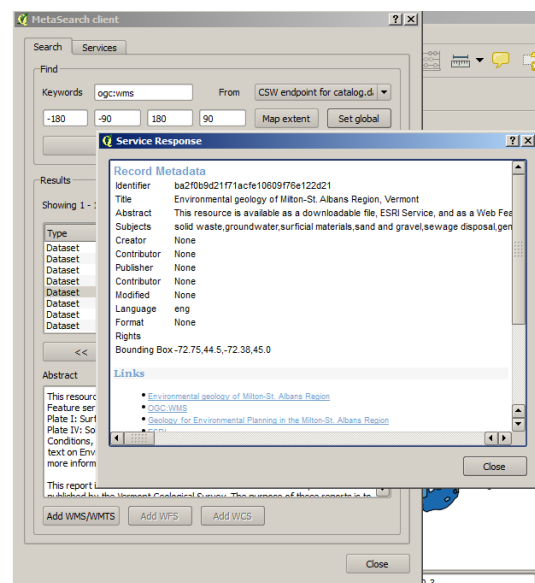 MetaSearch client
Search Services
Find
Keywords ogc:wms From CSW endpoint for catalog.d
-180 -90 180 90 Map extent Set global
Service Response
Record Metadata
Identifier ba2f0b9d21f71acfe10609f76e122d21
Title Environmental geology of Milton-St. Albans Region, Vermont
Abstract This resource is available as a downloadable file, ESRI Service, and as a Web Fea
Subjects solid waste,groundwater,surficial materials,sand and gravel,sewage disposal,gen
Creator None
Contributor None
Publisher None
Contributor None
Modified None
Language eng
Format None
Rights
Bounding Box -72.75,44.5,-72.38,45.0
Links
Environmental geology of Milton-St. Albans Region
OGC:WMS
Geology for Environmental Planning in the Milton-St. Albans Region
ESRI
Close
Results
Showing 1 -
Type
Dataset
Dataset
Dataset
Dataset
Dataset
Dataset
Dataset
Dataset
<<
Abstract
This resourc
Feature ser
Plate I: Surf
Plate IV: So
Conditions,
text on Env
more inform
This report i
published by the Vermont Geological Survey. The purpose of these reports is to
Add WMS/WMTS Add WFS Add WCS
Close